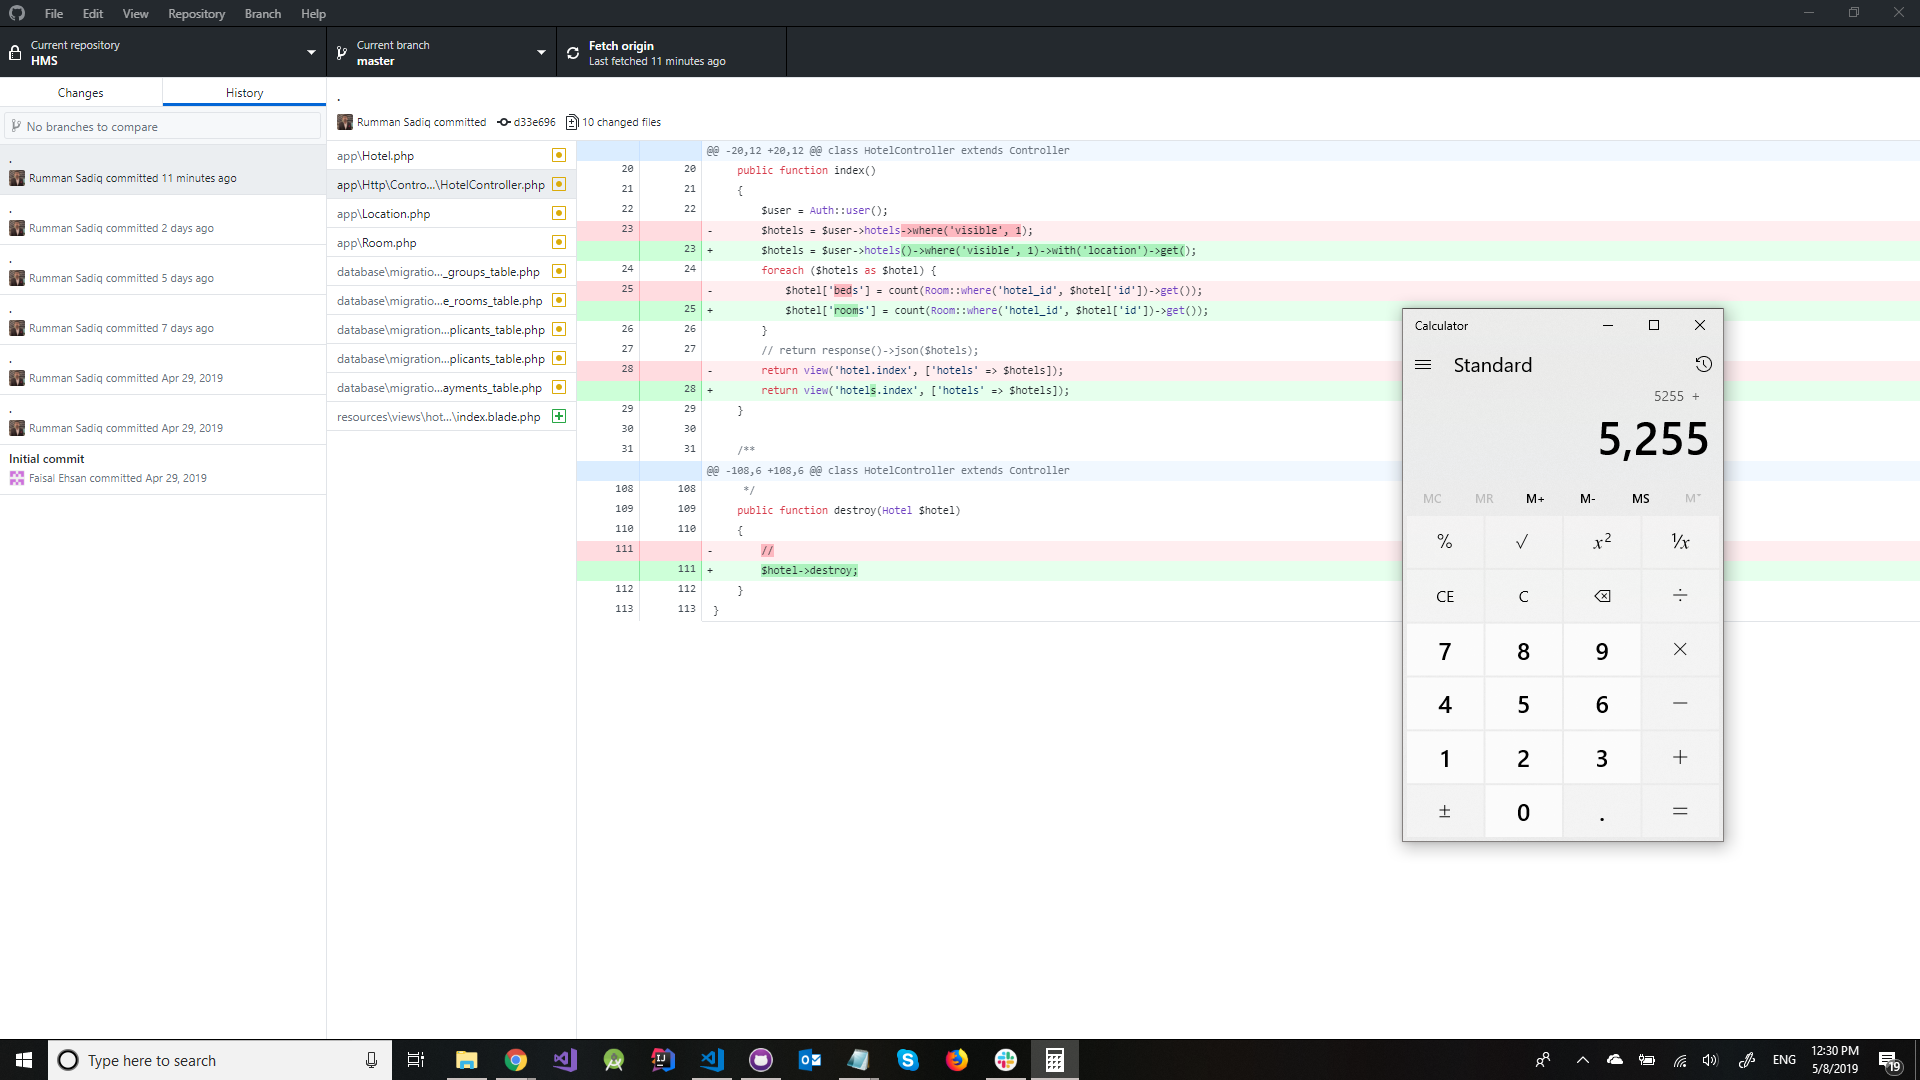 File Edit View Repository Branch Help
Current repository
HMS
Current branch
master
Fetch origin
Last fetched 11 minutes ago
Changes History
No branches to compare
.
Rumman Sadiq committed 11 minutes ago
.
Rumman Sadiq committed 2 days ago
.
Rumman Sadiq committed 5 days ago
.
Rumman Sadiq committed 7 days ago
.
Rumman Sadiq committed Apr 29, 2019
.
Rumman Sadiq committed Apr 29, 2019
Initial commit
Faisal Ehsan committed Apr 29, 2019
.
Rumman Sadiq committed d33e696 10 changed files
app\Hotel.php
app\Http\Contro...\HotelController.php
app\Location.php
app\Room.php
database\migratio..._groups_table.php
database\migratio...e_rooms_table.php
database\migration...plicants_table.php
database\migration...plicants_table.php
database\migratio...ayments_table.php
resources\views\hot...\index.blade.php
@@ -20,12 +20,12 @@ class HotelController extends Controller
20 20 public function index()
21 21 {
22 22 $user = Auth::user();
23 - $hotels = $user->hotels->where('visible', 1);
23 + $hotels = $user->hotels()->where('visible', 1)->with('location')->get();
24 24 foreach ($hotels as $hotel) {
25 - $hotel['beds'] = count(Room::where('hotel_id', $hotel['id'])->get());
25 + $hotel['rooms'] = count(Room::where('hotel_id', $hotel['id'])->get());
26 26 }
27 27 // return response()->json($hotels);
28 - return view('hotel.index', ['hotels' => $hotels]);
28 + return view('hotels.index', ['hotels' => $hotels]);
29 29 }
30 30
31 31 /**
@@ -108,6 +108,6 @@ class HotelController extends Controller
108 108 */
109 109 public function destroy(Hotel $hotel)
110 110 {
111 - //
111 + $hotel->destroy;
112 112 }
113 113 }
Calculator
Standard
5255 +
5,255
MC MR M+ M- MS M˅
% √ x² ¹/x
CE C ÷
7 8 9 ×
4 5 6 −
1 2 3 +
± 0 . =
Type here to search
ENG
12:30 PM
5/8/2019
19